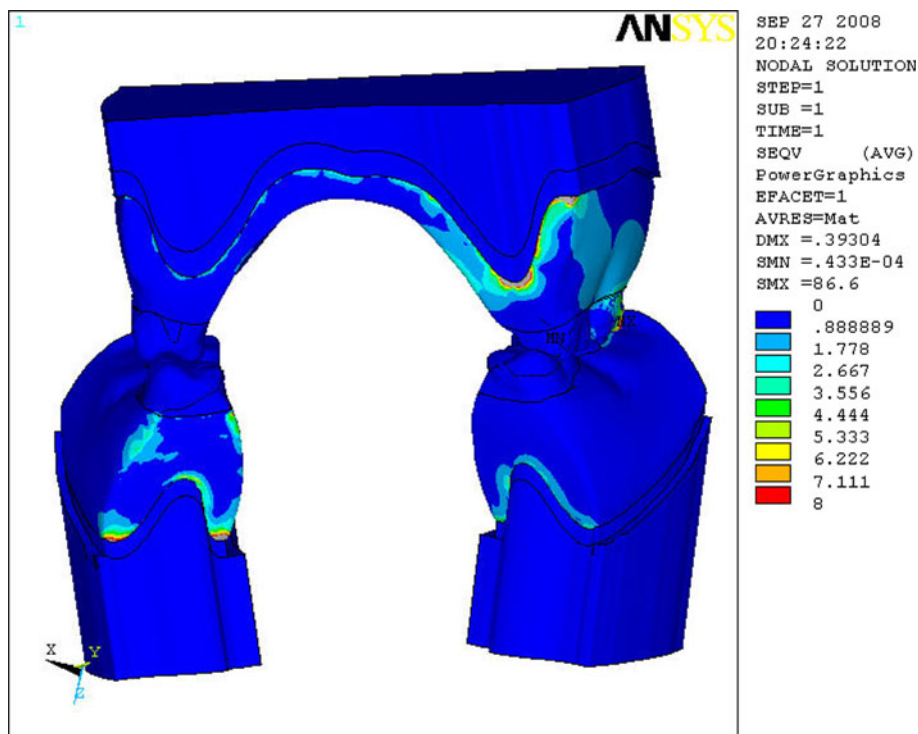 1
ANSYS
SEP 27 2008
20:24:22
NODAL SOLUTION
STEP=1
SUB =1
TIME=1
SEQV (AVG)
PowerGraphics
EFACET=1
AVRES=Mat
DMX =.39304
SMN =.433E-04
SMX =86.6
0
.888889
1.778
2.667
3.556
4.444
5.333
6.222
7.111
8
MN
MX
X
Y
Z